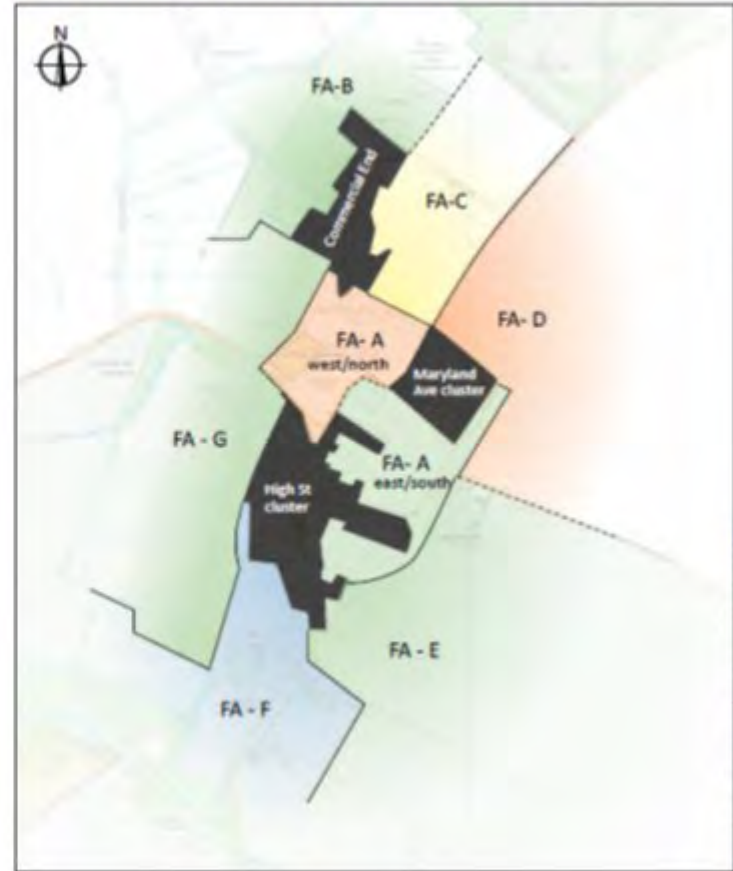 N
FA-B
Commercial End
FA-C
FA- D
FA- A
west/north
Maryland
Ave cluster
FA - G
FA- A
east/south
High St
cluster
FA - E
FA - F